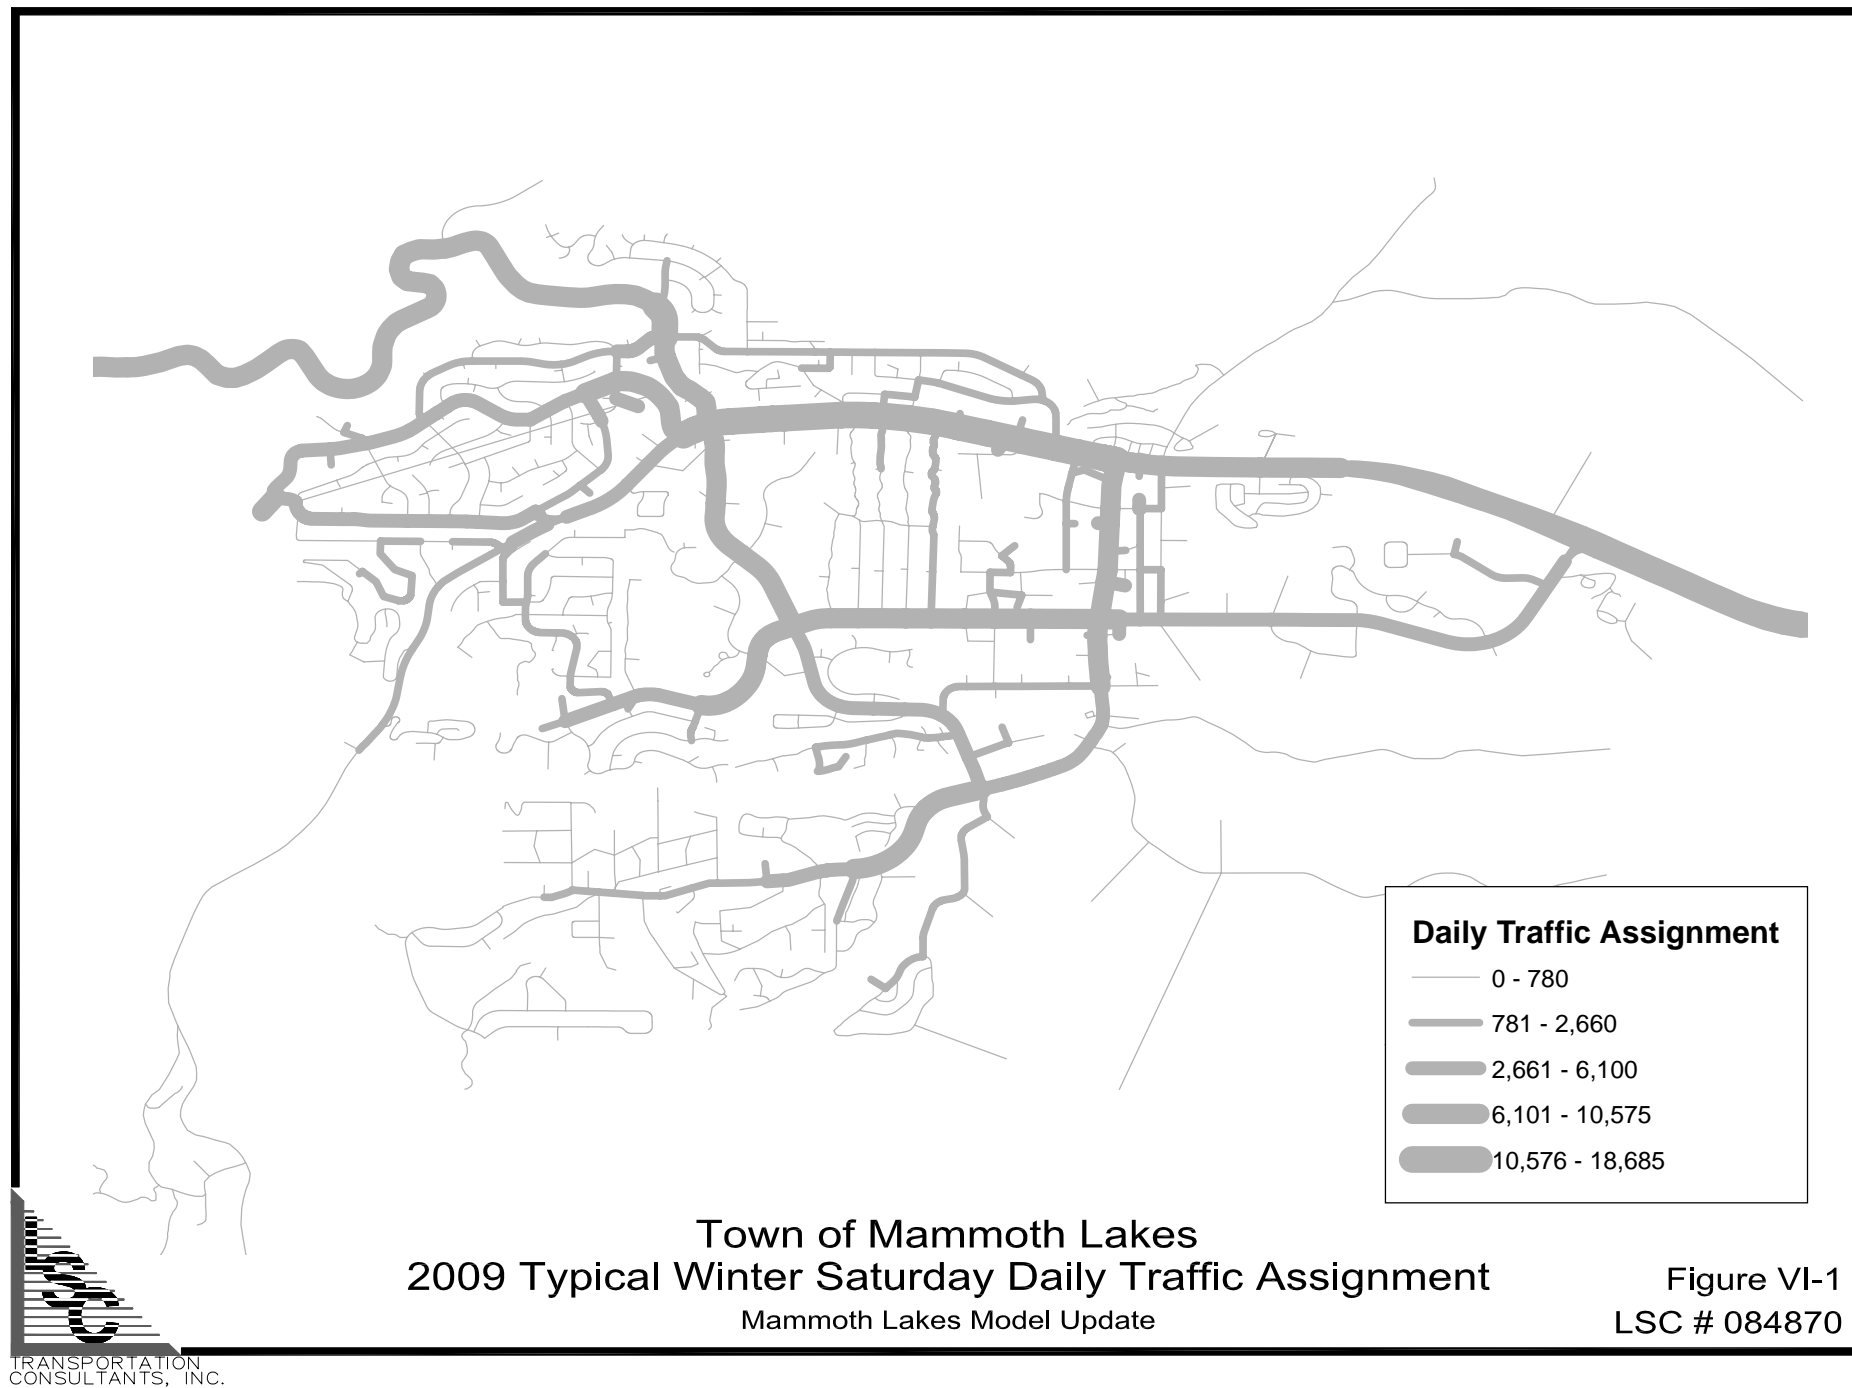 Daily Traffic Assignment
0 - 780
781 - 2,660
2,661 - 6,100
6,101 - 10,575
10,576 - 18,685
Town of Mammoth Lakes
2009 Typical Winter Saturday Daily Traffic Assignment
Mammoth Lakes Model Update
Figure VI-1
LSC # 084870
LSC
TRANSPORTATION
CONSULTANTS, INC.